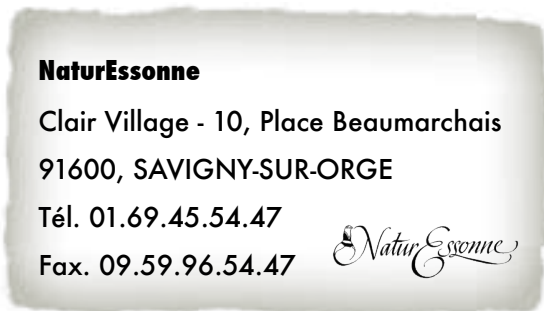 NaturEssonne
Clair Village - 10, Place Beaumarchais
91600, SAVIGNY-SUR-ORGE
Tél. 01.69.45.54.47
Fax. 09.59.96.54.47
NaturEssonne